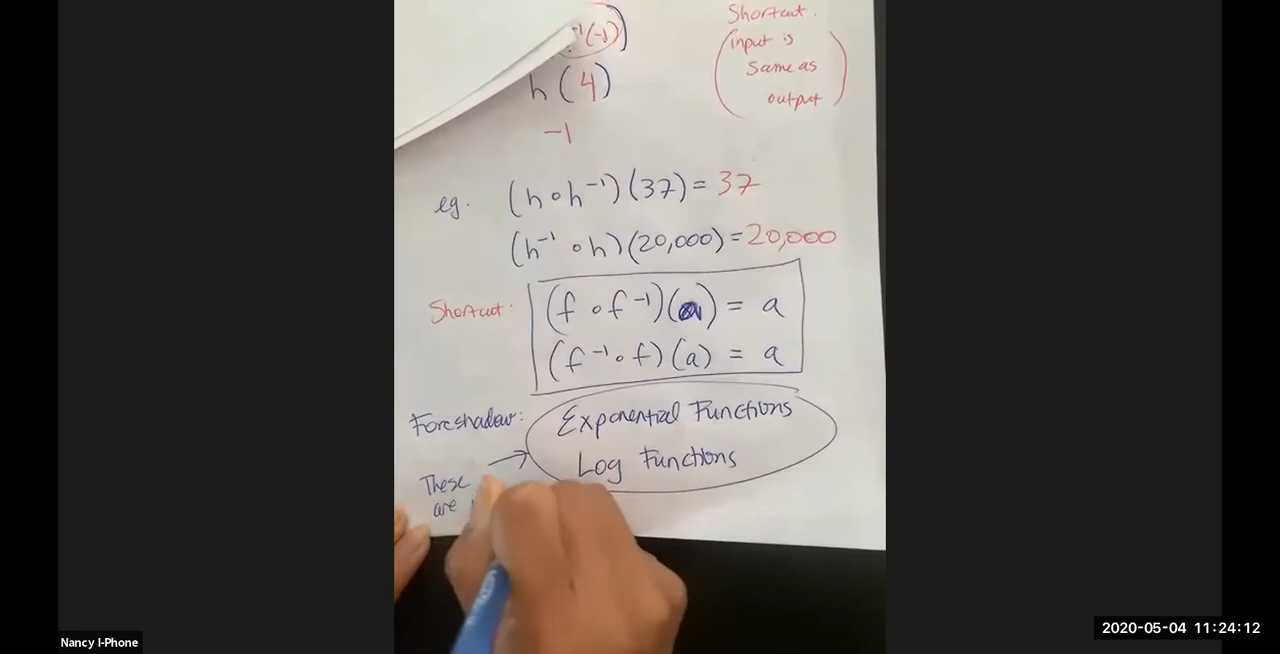 Shortcut.
(-1))
input is
Same as
output
h (4)
-1
eg. (h∘h⁻¹)(37) = 37
(h⁻¹∘h)(20,000) = 20,000
Shortcut: (f∘f⁻¹)(a) = a
(f⁻¹∘f)(a) = a
Foreshadow: Exponential Functions
Log Functions
These
are
Nancy I-Phone
2020-05-04 11:24:12